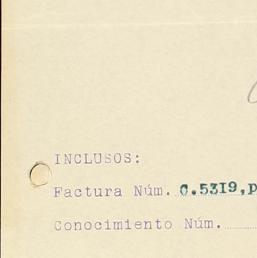 INCLUSOS:
Factura Núm. C.5319,p
Conocimiento Núm.